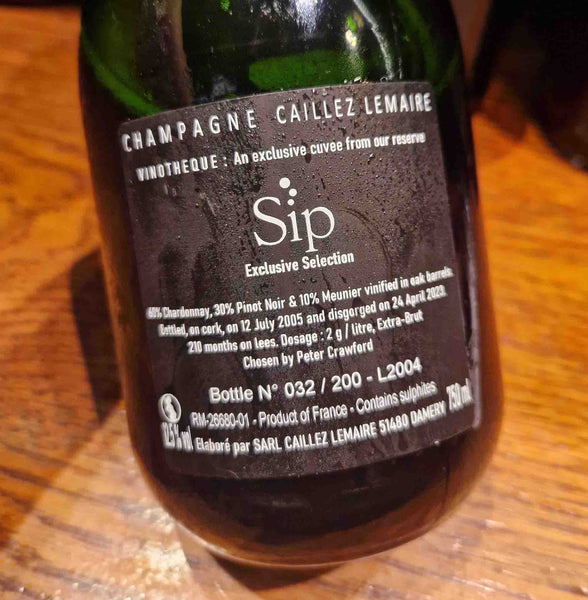 CHAMPAGNE CAILLEZ LEMAIRE
VINOTHEQUE : An exclusive cuvee from our reserve
Sip
Exclusive Selection
60% Chardonnay, 30% Pinot Noir & 10% Meunier vinified in oak barrels.
Bottled, on cork, on 12 July 2005 and disgorged on 24 April 2023.
210 months on lees. Dosage : 2 g / litre, Extra-Brut
Chosen by Peter Crawford
Bottle N° 032 / 200 - L2004
RM-26680-01 - Product of France - Contains sulphites
12.5% vol Elaboré par SARL CAILLEZ LEMAIRE 51480 DAMERY 750 ml